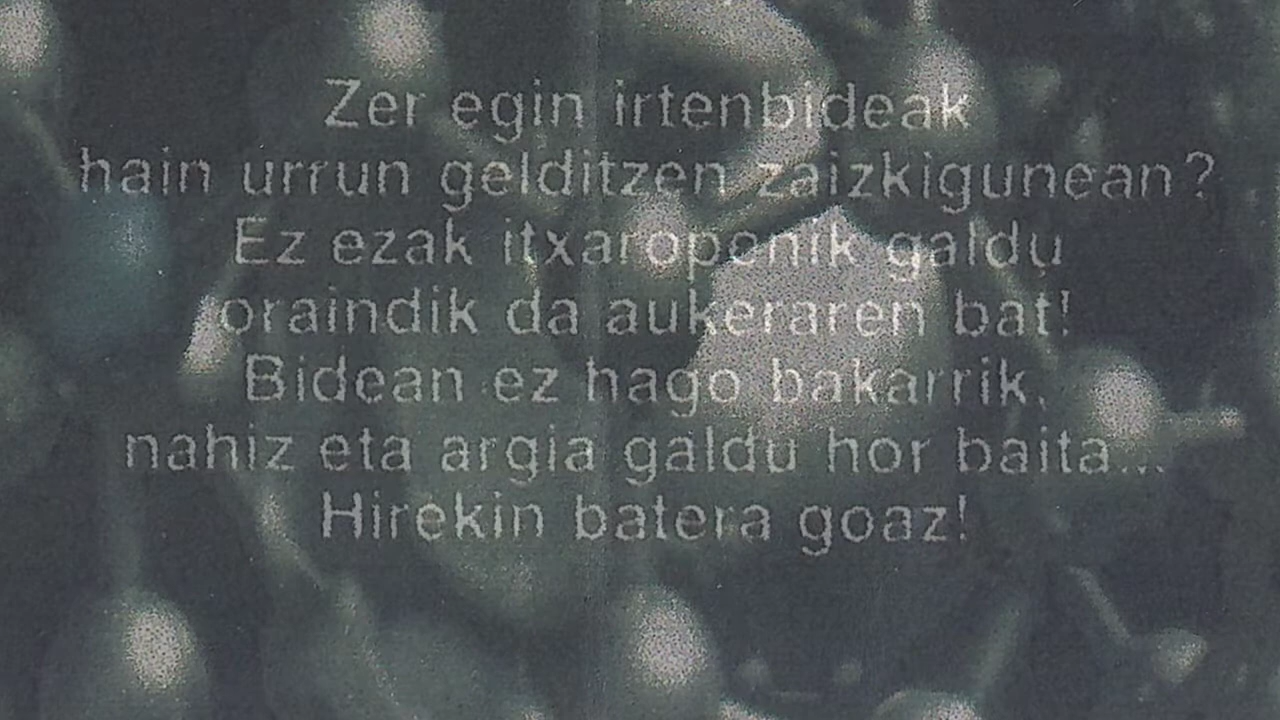 Zer egin irtenbideak
hain urrun gelditzen zaizkigunean?
Ez ezak itxaropenik galdu
oraindik da aukeraren bat!
Bidean ez hago bakarrik,
nahiz eta argia galdu hor baita...
Hirekin batera goaz!